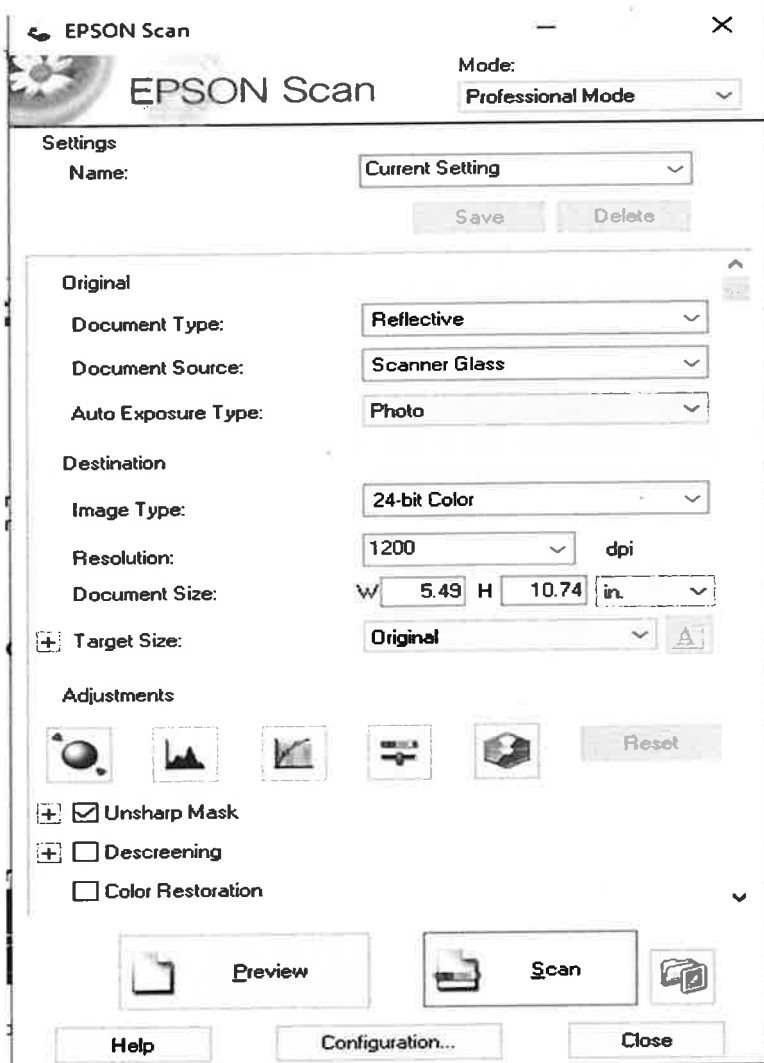 EPSON Scan
EPSON Scan
Mode:
Professional Mode
Settings
Name: Current Setting
Save Delete
Original
Document Type: Reflective
Document Source: Scanner Glass
Auto Exposure Type: Photo
Destination
Image Type: 24-bit Color
Resolution: 1200 dpi
Document Size: W 5.49 H 10.74 in.
Target Size: Original A
Adjustments
Reset
Unsharp Mask
Descreening
Color Restoration
Preview Scan
Help Configuration... Close